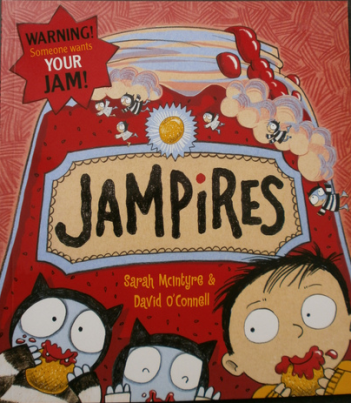 WARNING!
Someone wants
YOUR
JAM!
JAMPiRES
Sarah McIntyre &
David O'Connell